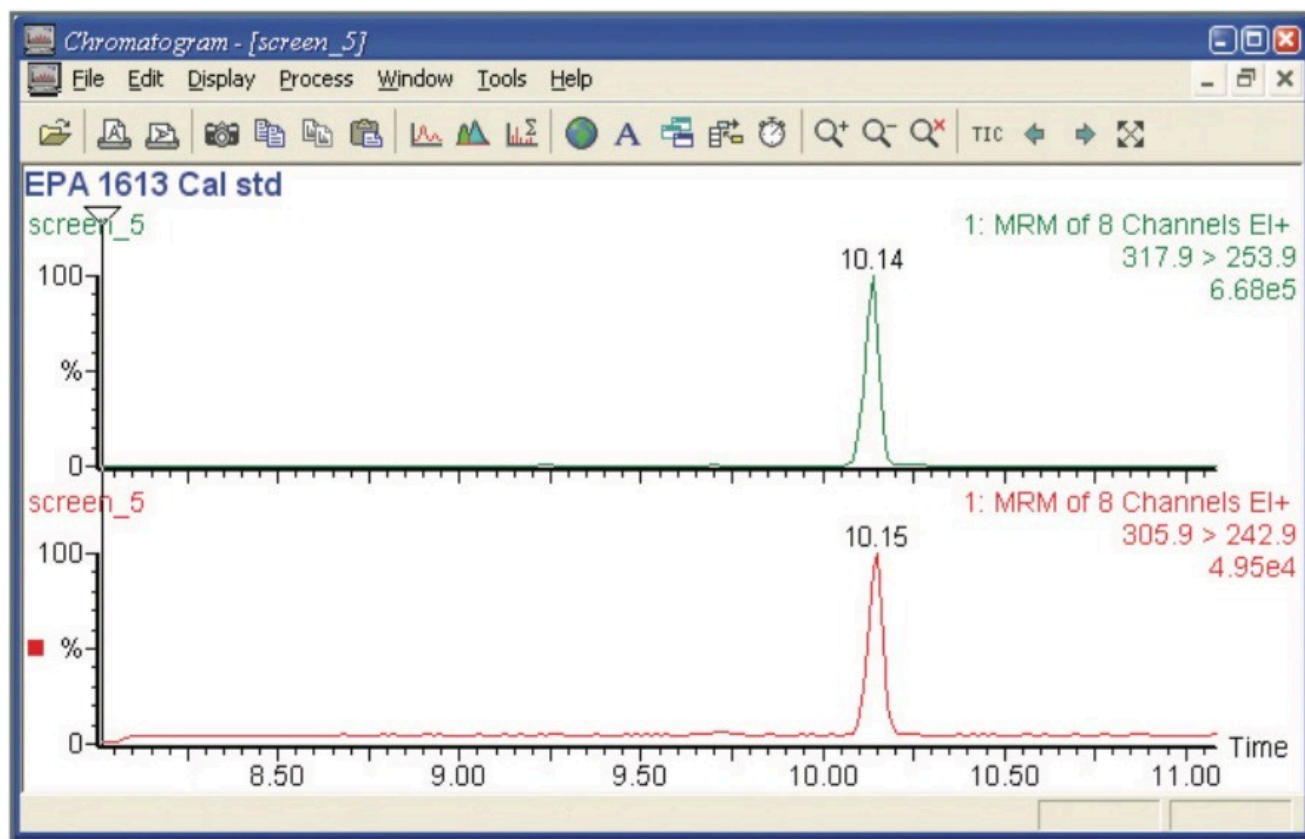 Chromatogram - [screen_5]
File Edit Display Process Window Tools Help
A A A TIC
EPA 1613 Cal std
screen_5
1: MRM of 8 Channels EI+
317.9 > 253.9
6.68e5
10.14
100
%
0
screen_5
1: MRM of 8 Channels EI+
305.9 > 242.9
4.95e4
10.15
100
%
0
Time
8.50 9.00 9.50 10.00 10.50 11.00